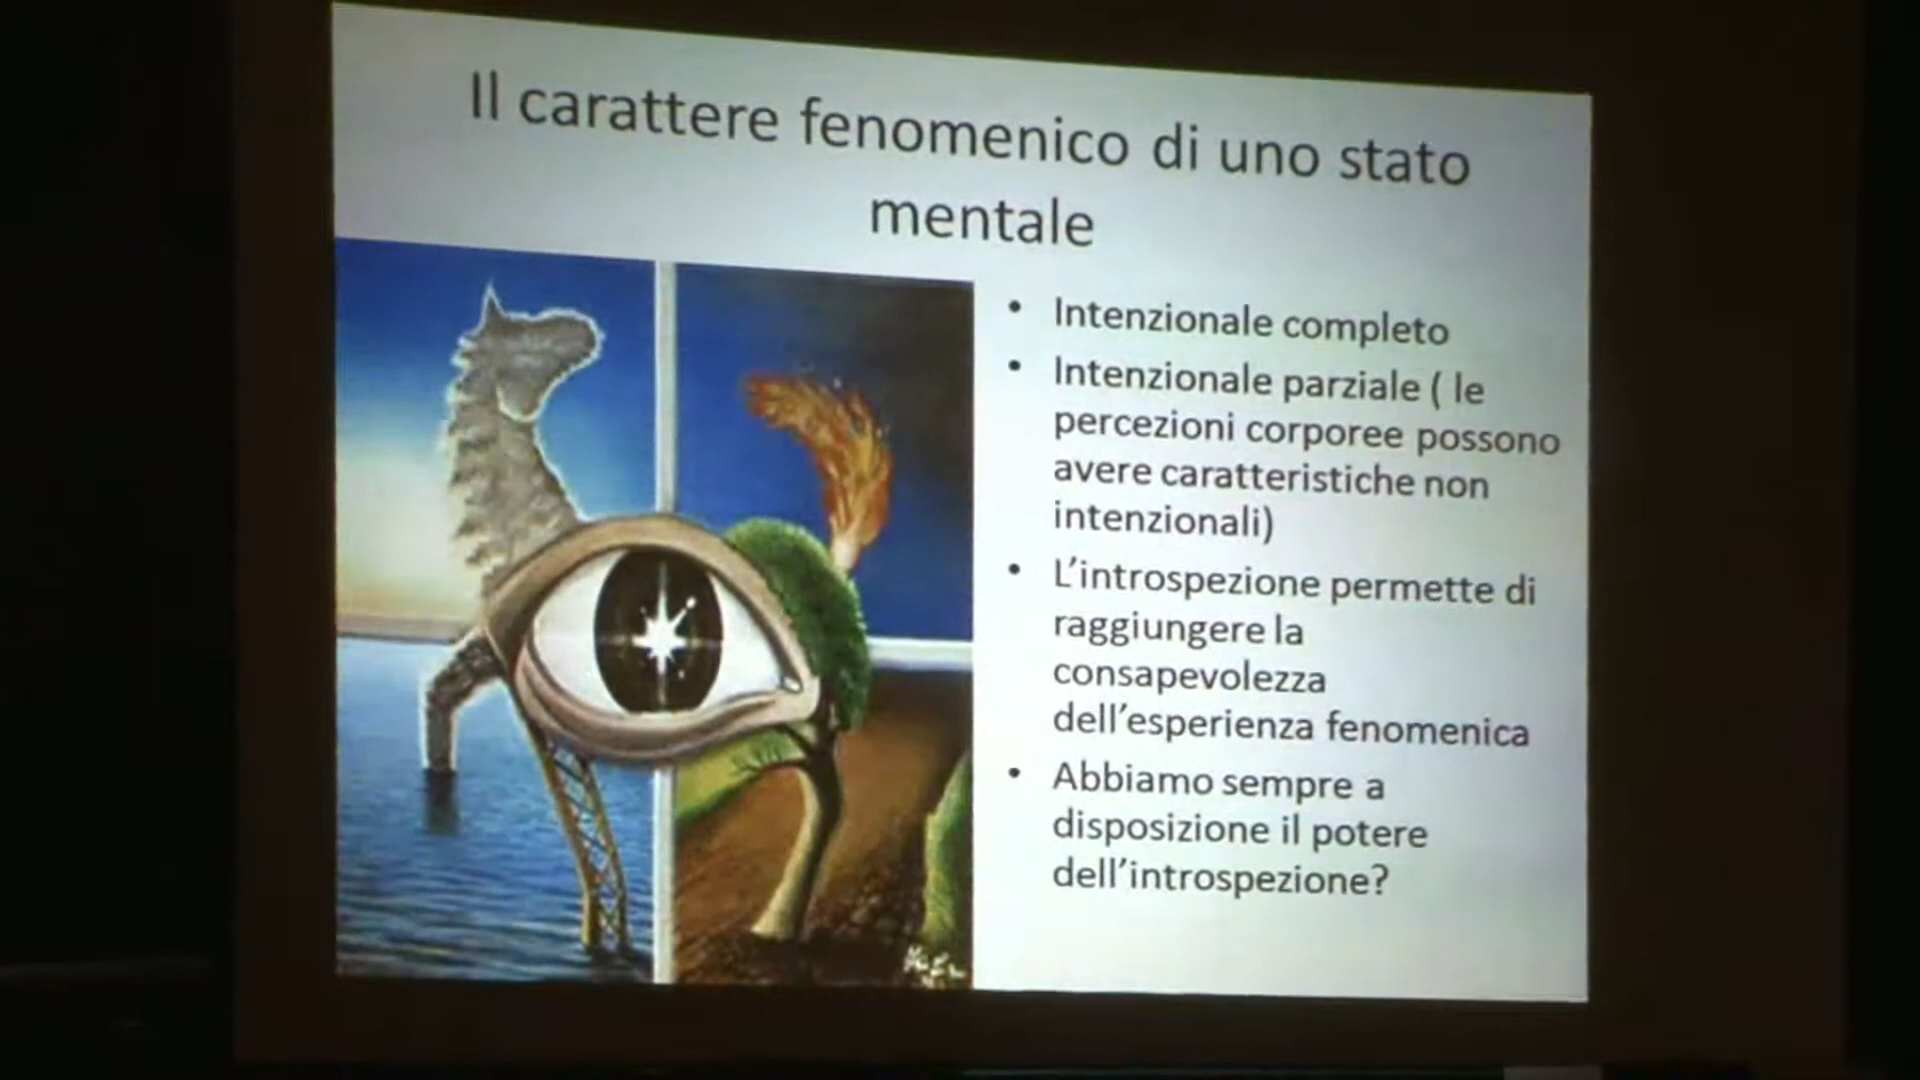 Il carattere fenomenico di uno stato
mentale
• Intenzionale completo
• Intenzionale parziale ( le
percezioni corporee possono
avere caratteristiche non
intenzionali)
• L’introspezione permette di
raggiungere la
consapevolezza
dell’esperienza fenomenica
• Abbiamo sempre a
disposizione il potere
dell’introspezione?